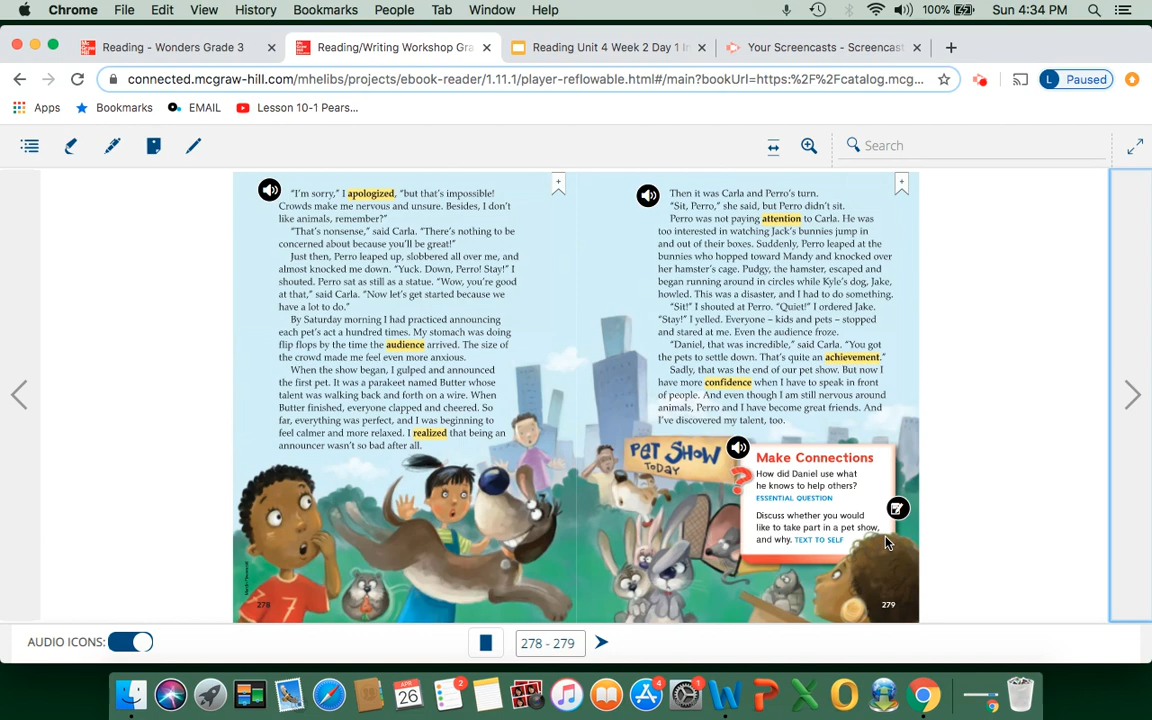 Chrome File Edit View History Bookmarks People Tab Window Help 100% Sun 4:34 PM
Reading - Wonders Grade 3 Reading/Writing Workshop Gra Reading Unit 4 Week 2 Day 1 I Your Screencasts - Screencast
connected.mcgraw-hill.com/mhelibs/projects/ebook-reader/1.11.1/player-reflowable.html#/main?bookUrl=https:%2F%2Fcatalog.mcg... L Paused
Apps Bookmarks EMAIL Lesson 10-1 Pears...
Search
"I'm sorry," I apologized, "but that's impossible!
Crowds make me nervous and unsure. Besides, I don't
like animals, remember?"
"That's nonsense," said Carla. "There's nothing to be
concerned about because you'll be great!"
Just then, Perro leaped up, slobbered all over me, and
almost knocked me down. "Yuck. Down, Perro! Stay!" I
shouted. Perro sat as still as a statue. "Wow, you're good
at that," said Carla. "Now let's get started because we
have a lot to do."
By Saturday morning I had practiced announcing
each pet's act a hundred times. My stomach was doing
flip flops by the time the audience arrived. The size of
the crowd made me feel even more anxious.
When the show began, I gulped and announced
the first pet. It was a parakeet named Butter whose
talent was walking back and forth on a wire. When
Butter finished, everyone clapped and cheered. So
far, everything was perfect, and I was beginning to
feel calmer and more relaxed. I realized that being an
announcer wasn't so bad after all.
278
Then it was Carla and Perro's turn.
"Sit, Perro," she said, but Perro didn't sit.
Perro was not paying attention to Carla. He was
too interested in watching Jack's bunnies jump in
and out of their boxes. Suddenly, Perro leaped at the
bunnies who hopped toward Mandy and knocked over
her hamster's cage. Pudgy, the hamster, escaped and
began running around in circles while Kyle's dog, Jake,
howled. This was a disaster, and I had to do something.
"Sit!" I shouted at Perro. "Quiet!" I ordered Jake.
"Stay!" I yelled. Everyone – kids and pets – stopped
and stared at me. Even the audience froze.
"Daniel, that was incredible," said Carla. "You got
the pets to settle down. That's quite an achievement."
Sadly, that was the end of our pet show. But now I
have more confidence when I have to speak in front
of people. And even though I am still nervous around
animals, Perro and I have become great friends. And
I've discovered my talent, too.
PET SHOW
TODAY
Make Connections
How did Daniel use what
he knows to help others?
ESSENTIAL QUESTION
Discuss whether you would
like to take part in a pet show,
and why. TEXT TO SELF
279
AUDIO ICONS: 278 - 279
APR
26
2
4
1